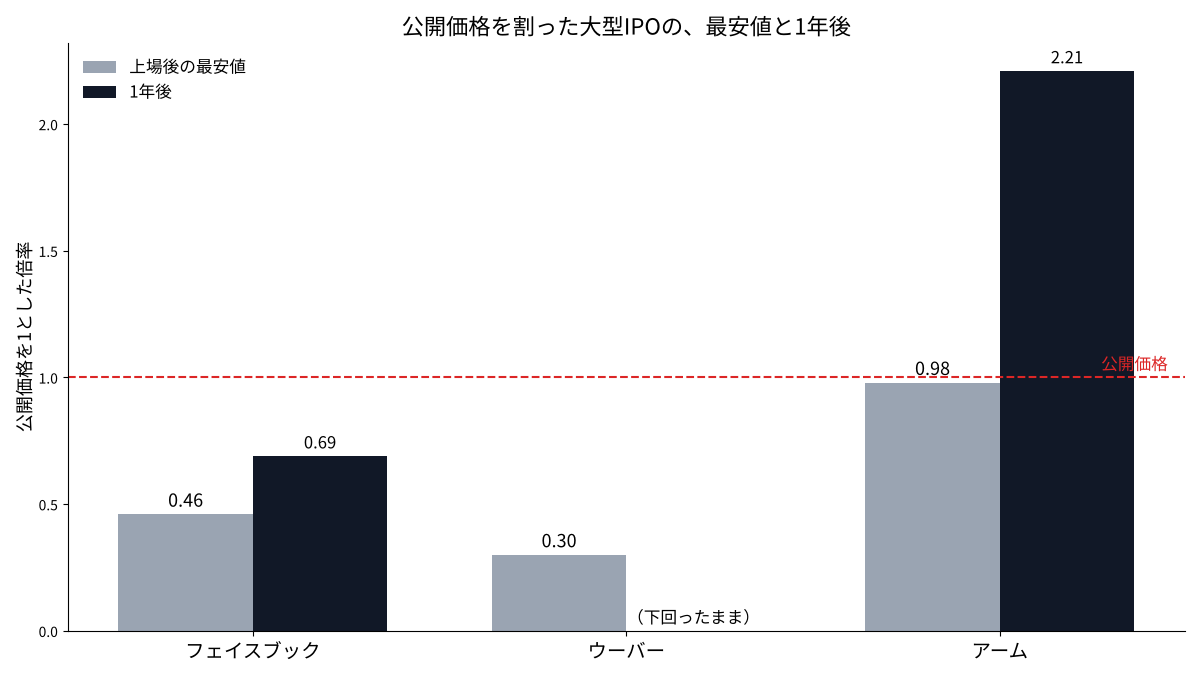 公開価格を割った大型IPOの、最安値と1年後
上場後の最安値
1年後
公開価格を1とした倍率
2.0
1.5
1.0
0.5
0.0
0.46
0.69
0.30
（下回ったまま）
0.98
2.21
公開価格
フェイスブック
ウーバー
アーム